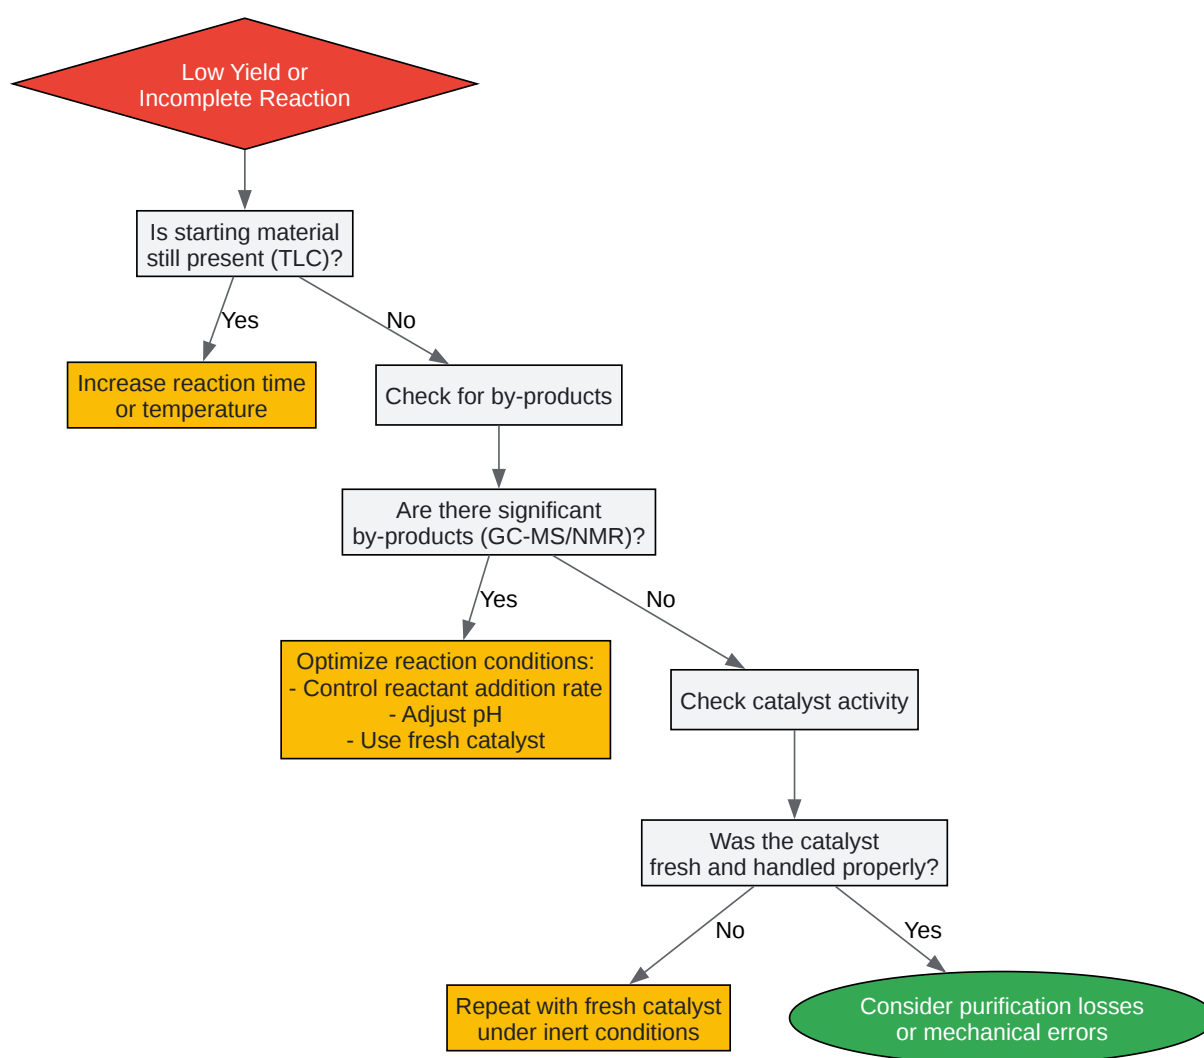 Low Yield or
Incomplete Reaction
Is starting material
still present (TLC)?
Yes
No
Increase reaction time
or temperature
Check for by-products
Are there significant
by-products (GC-MS/NMR)?
Yes
No
Optimize reaction conditions:
- Control reactant addition rate
- Adjust pH
- Use fresh catalyst
Check catalyst activity
Was the catalyst
fresh and handled properly?
No
Yes
Repeat with fresh catalyst
under inert conditions
Consider purification losses
or mechanical errors